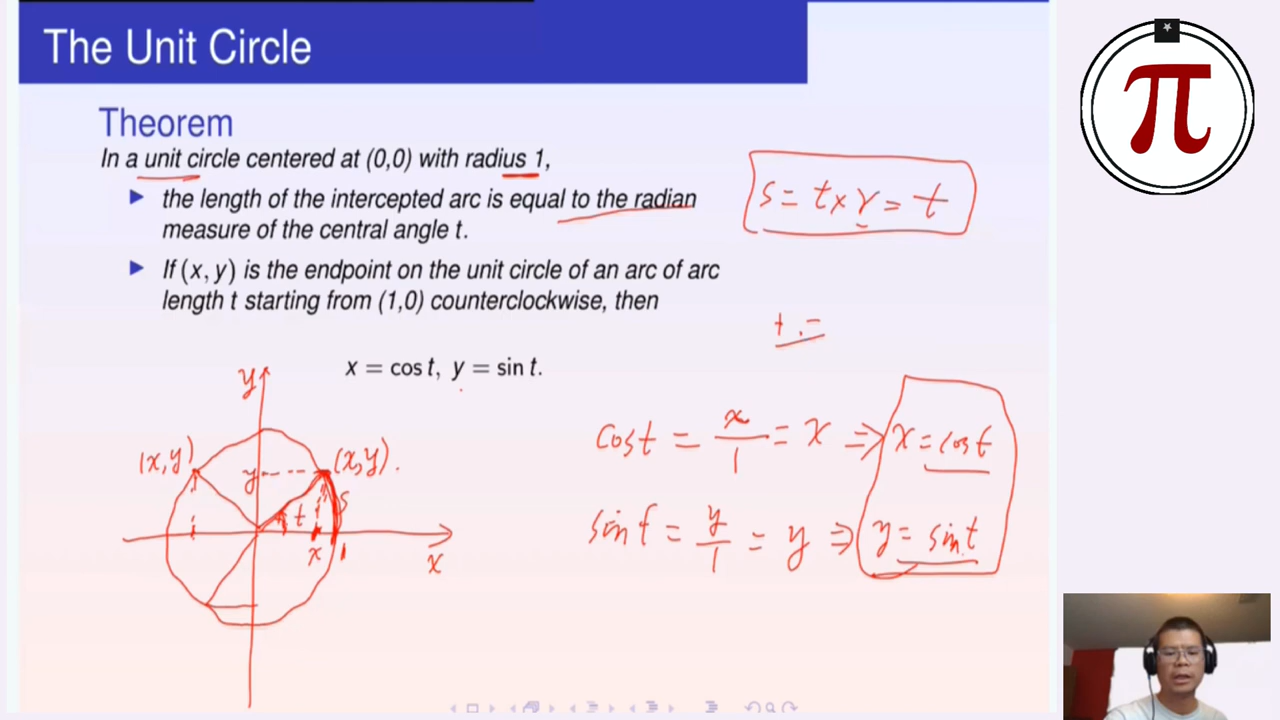 The Unit Circle
Theorem
In a unit circle centered at (0,0) with radius 1,
the length of the intercepted arc is equal to the radian
measure of the central angle t.
If (x, y) is the endpoint on the unit circle of an arc of arc
length t starting from (1,0) counterclockwise, then
x = cos t, y = sin t.
s = t x r = t
+ , -
cos t = x/1 = x ⇒ x = cos t
sin t = y/1 = y ⇒ y = sin t
y
(x,y)
y
(x,y).
t
s
x
1
x
π